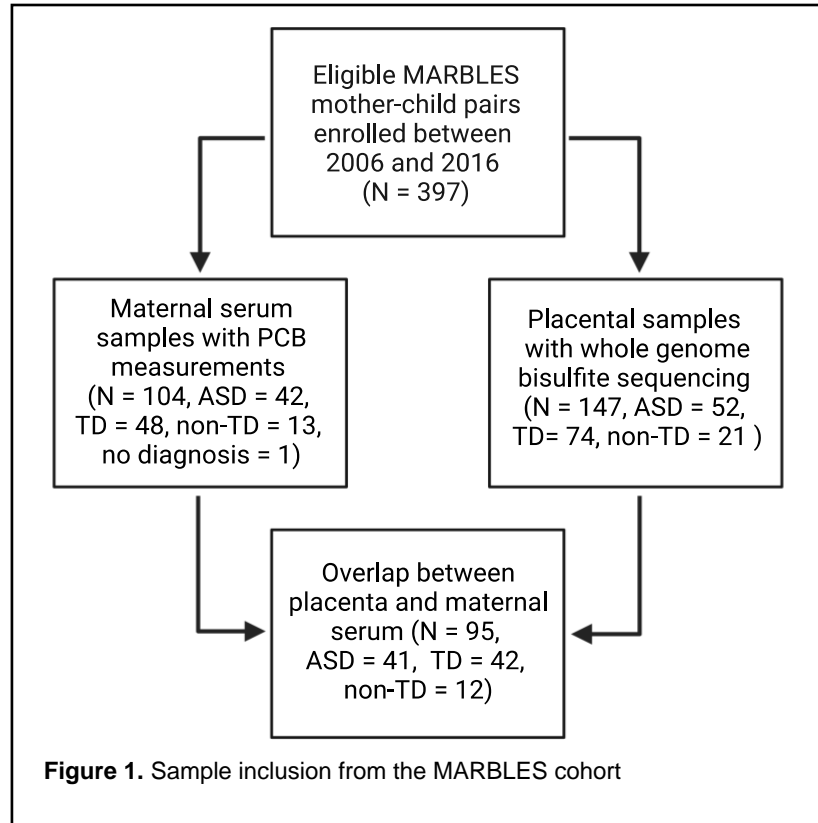 Eligible MARBLES
mother-child pairs
enrolled between
2006 and 2016
(N = 397)
Maternal serum
samples with PCB
measurements
(N = 104, ASD = 42,
TD = 48, non-TD = 13,
no diagnosis = 1)
Placental samples
with whole genome
bisulfite sequencing
(N = 147, ASD = 52,
TD= 74, non-TD = 21 )
Overlap between
placenta and maternal
serum (N = 95,
ASD = 41, TD = 42,
non-TD = 12)
Figure 1. Sample inclusion from the MARBLES cohort